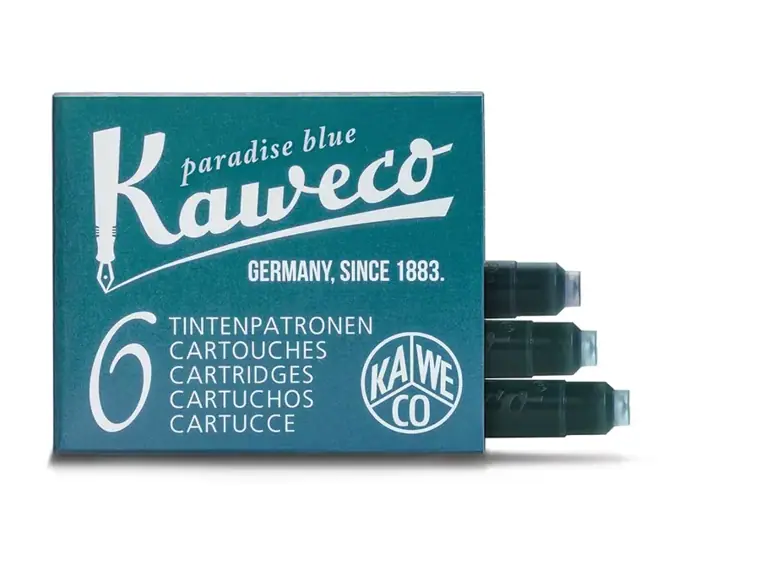 paradise blue
Kaweco
GERMANY, SINCE 1883.
6
TINTENPATRONEN
CARTOUCHES
CARTRIDGES
CARTUCHOS
CARTUCCE
KA WE
CO